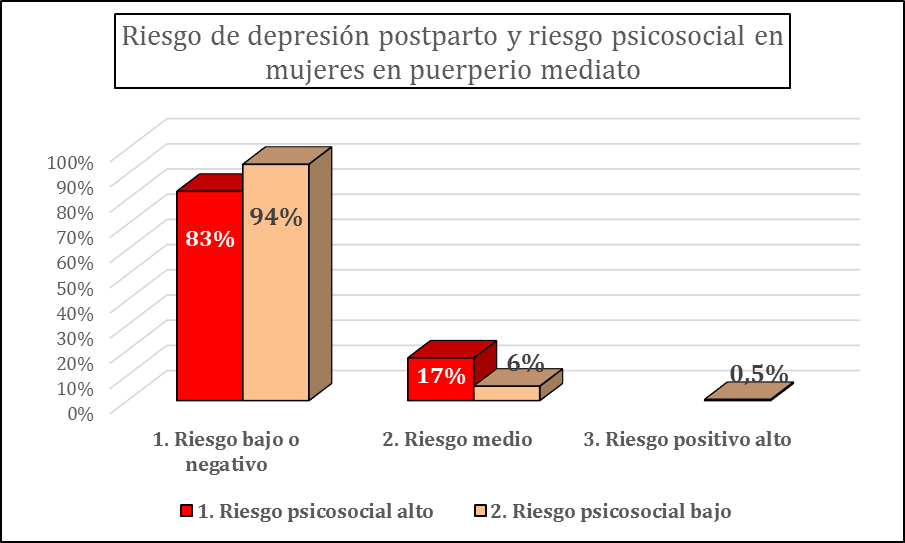 Riesgo de depresión postparto y riesgo psicosocial en
mujeres en puerperio mediato
100%
90%
80%
70%
60%
50%
40%
30%
20%
10%
0%
83%
94%
17%
6%
0,5%
1. Riesgo bajo o
negativo
2. Riesgo medio
3. Riesgo positivo alto
1. Riesgo psicosocial alto
2. Riesgo psicosocial bajo